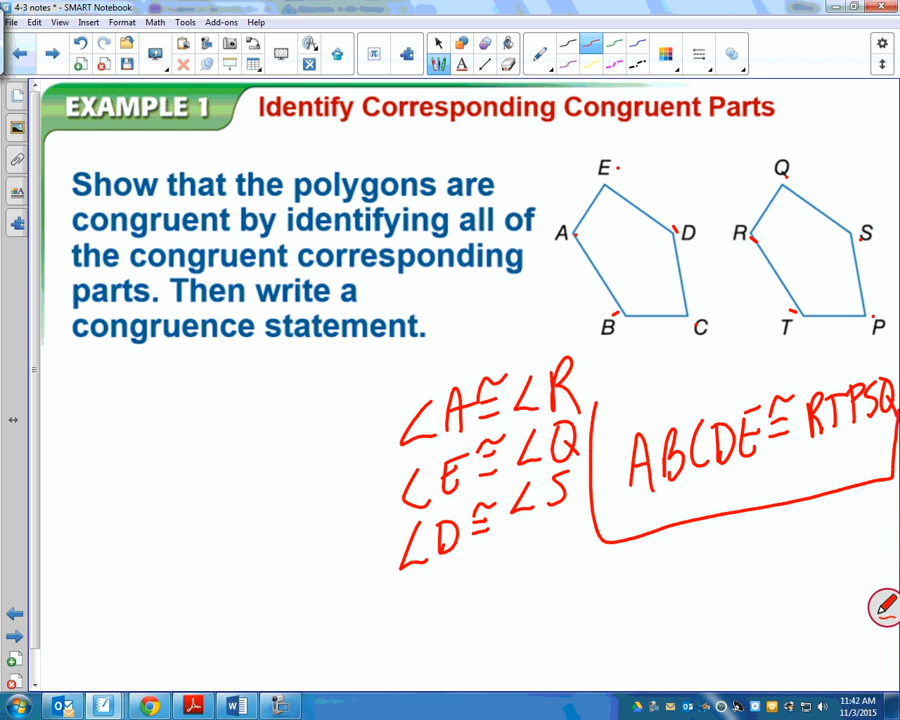 4-3 notes * - SMART Notebook
File Edit View Insert Format Math Tools Add-ons Help
EXAMPLE 1 Identify Corresponding Congruent Parts
Show that the polygons are
congruent by identifying all of
the congruent corresponding
parts. Then write a
congruence statement.
E Q
A D R S
B C T P
∠A ≅ ∠R
∠E ≅ ∠Q
∠D ≅ ∠S
ABCDE ≅ RTPSQ
11:42 AM
11/3/2015